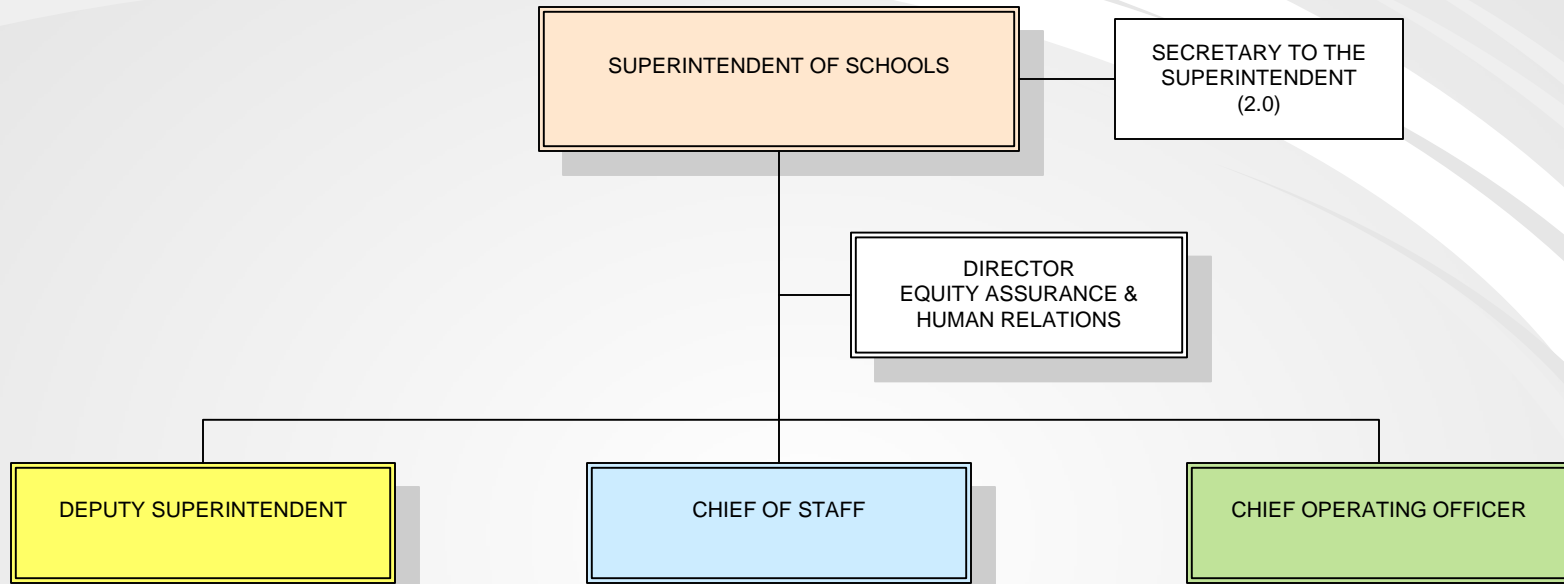 SUPERINTENDENT OF SCHOOLS
SECRETARY TO THE
SUPERINTENDENT
(2.0)
DIRECTOR
EQUITY ASSURANCE &
HUMAN RELATIONS
DEPUTY SUPERINTENDENT
CHIEF OF STAFF
CHIEF OPERATING OFFICER